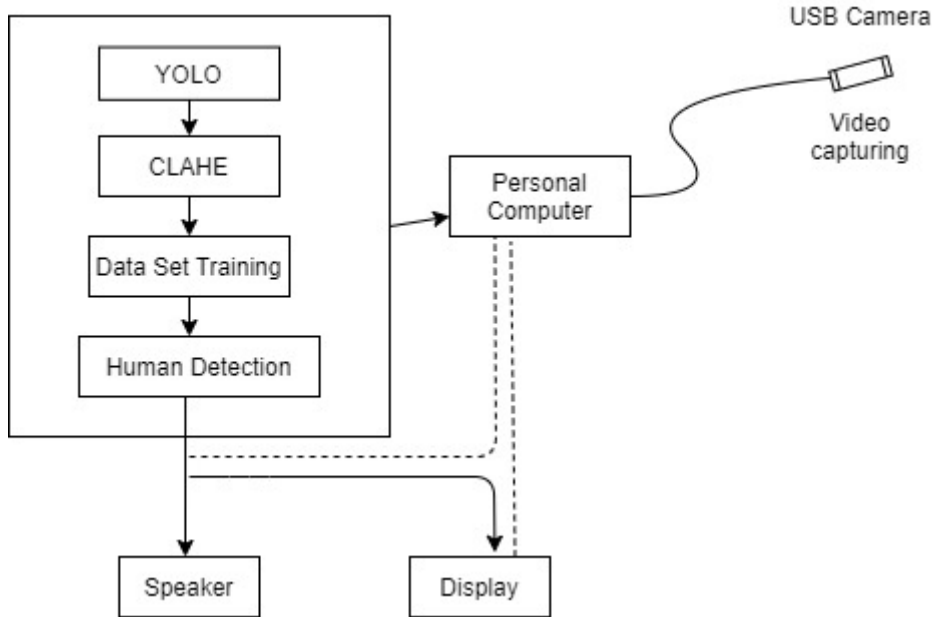 USB Camera
YOLO
Video
capturing
CLAHE
Personal
Computer
Data Set Training
Human Detection
Speaker
Display